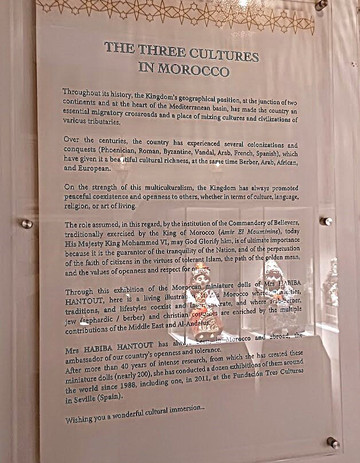 THE THREE CULTURES
IN MOROCCO
Throughout its history, the Kingdom's geographical position, at the junction of two
continents and at the heart of the Mediterranean basin, has made the country an
essential migratory crossroads and a place of mixing cultures and civilizations of
various tributaries.
Over the centuries, the country has experienced several colonizations and
conquests (Phoenician, Roman, Byzantine, Vandal, Arab, French, Spanish), which
have given it a beautiful cultural richness, at the same time Berber, Arab, African,
and European.
On the strength of this multiculturalism, the Kingdom has always promoted
peaceful coexistence and openness to others, whether in terms of culture, language,
religion, or art of living.
The role assumed, in this regard, by the institution of the Commandery of Believers,
traditionally exercised by the King of Morocco (Amir El Mouminine), today
His Majesty King Mohammed VI, may God Glorify him, is of ultimate importance
because it is the guarantor of the tranquility of the Nation, and of the perpetuation
of the faith of citizens in the virtues of tolerant Islam, the path of the golden mean,
and the values of openness and respect for
Through this exhibition of the Moroccan miniature dolls of Mrs HABIBA
HANTOUT, here is a living illustration Morocco where
traditions, and lifestyles coexist and where
jew (sephardic / berber) and christian are enriched by the multiple
contributions of the Middle East and Al-Andalus.
Mrs HABIBA HANTOUT has Morocco and abroad, the
ambassador of our country's openness and tolerance.
After more than 40 years of intense research, from which she has created these
miniature dolls (nearly 200), she has conducted a dozen exhibitions of them around
the world since 1988, including one, in 2011, at the Fundación Tres Culturas
in Seville (Spain).
Wishing you a wonderful cultural immersion...